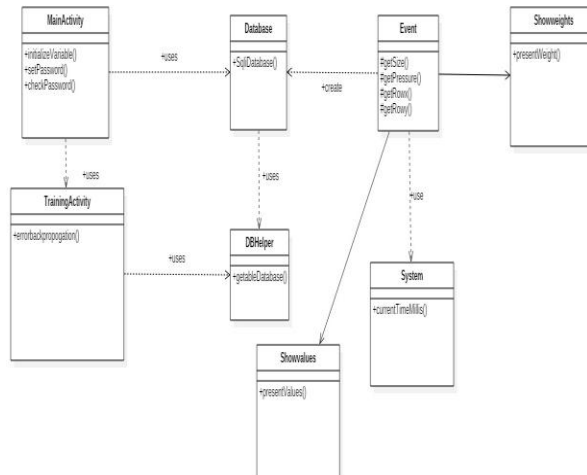 MainActivity
+initializeVariable()
+setPassword()
+checkPassword()
+uses
Database
+SqliDatabase()
Event
#getSize()
#getPressure()
#getRowx()
#getRowy()
+create
Showweights
+presentWeight()
+uses
+uses
+use
TrainingActivity
+errorbackpropogation()
+uses
DBHelper
+getableDatabase()
System
+currentTimeMillis()
Showvalues
+presentValues()